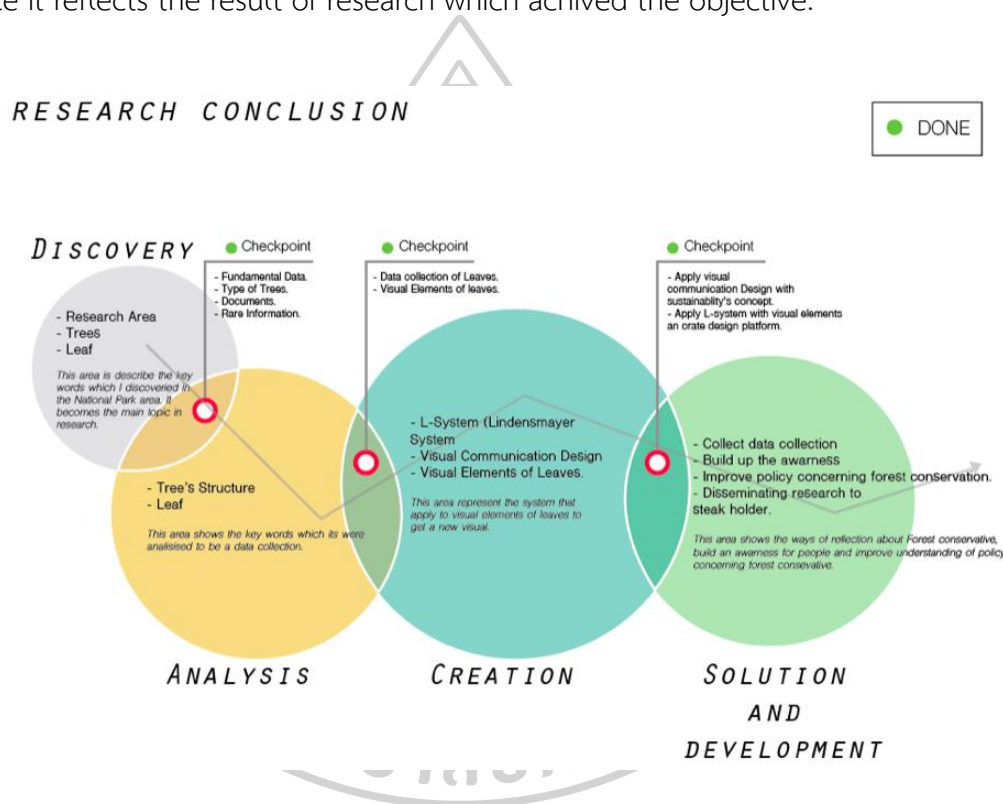 it reflects the result of research which achived the objective.
RESEARCH CONCLUSION
DONE
DISCOVERY
- Research Area
- Trees
- Leaf
This area is describe the key
words which I discoveried in
the National Park area. It
becomes the main topic in
research.
Checkpoint
- Fundamental Data.
- Type of Trees.
- Documents.
- Rare Information.
Checkpoint
- Data collection of Leaves.
- Visual Elements of leaves.
Checkpoint
- Apply visual
communication Design with
sustainablity's concept.
- Apply L-system with visual elements
an orate design platform.
- Tree's Structure
- Leaf
This area shows the key words which its were
analisised to be a data collection.
- L-System (Lindensmayer
System
- Visual Communication Design
- Visual Elements of Leaves.
This area represent the system that
apply to visual elements of leaves to
get a new visual.
- Collect data collection
- Build up the awarness
- Improve policy concerning forest conservation.
- Disseminating research to
steak holder.
This area shows the ways of reflection about Forest conservative,
build an awarness for people and improve understanding of policy
concerning forest consevative.
ANALYSIS
CREATION
SOLUTION
AND
DEVELOPMENT